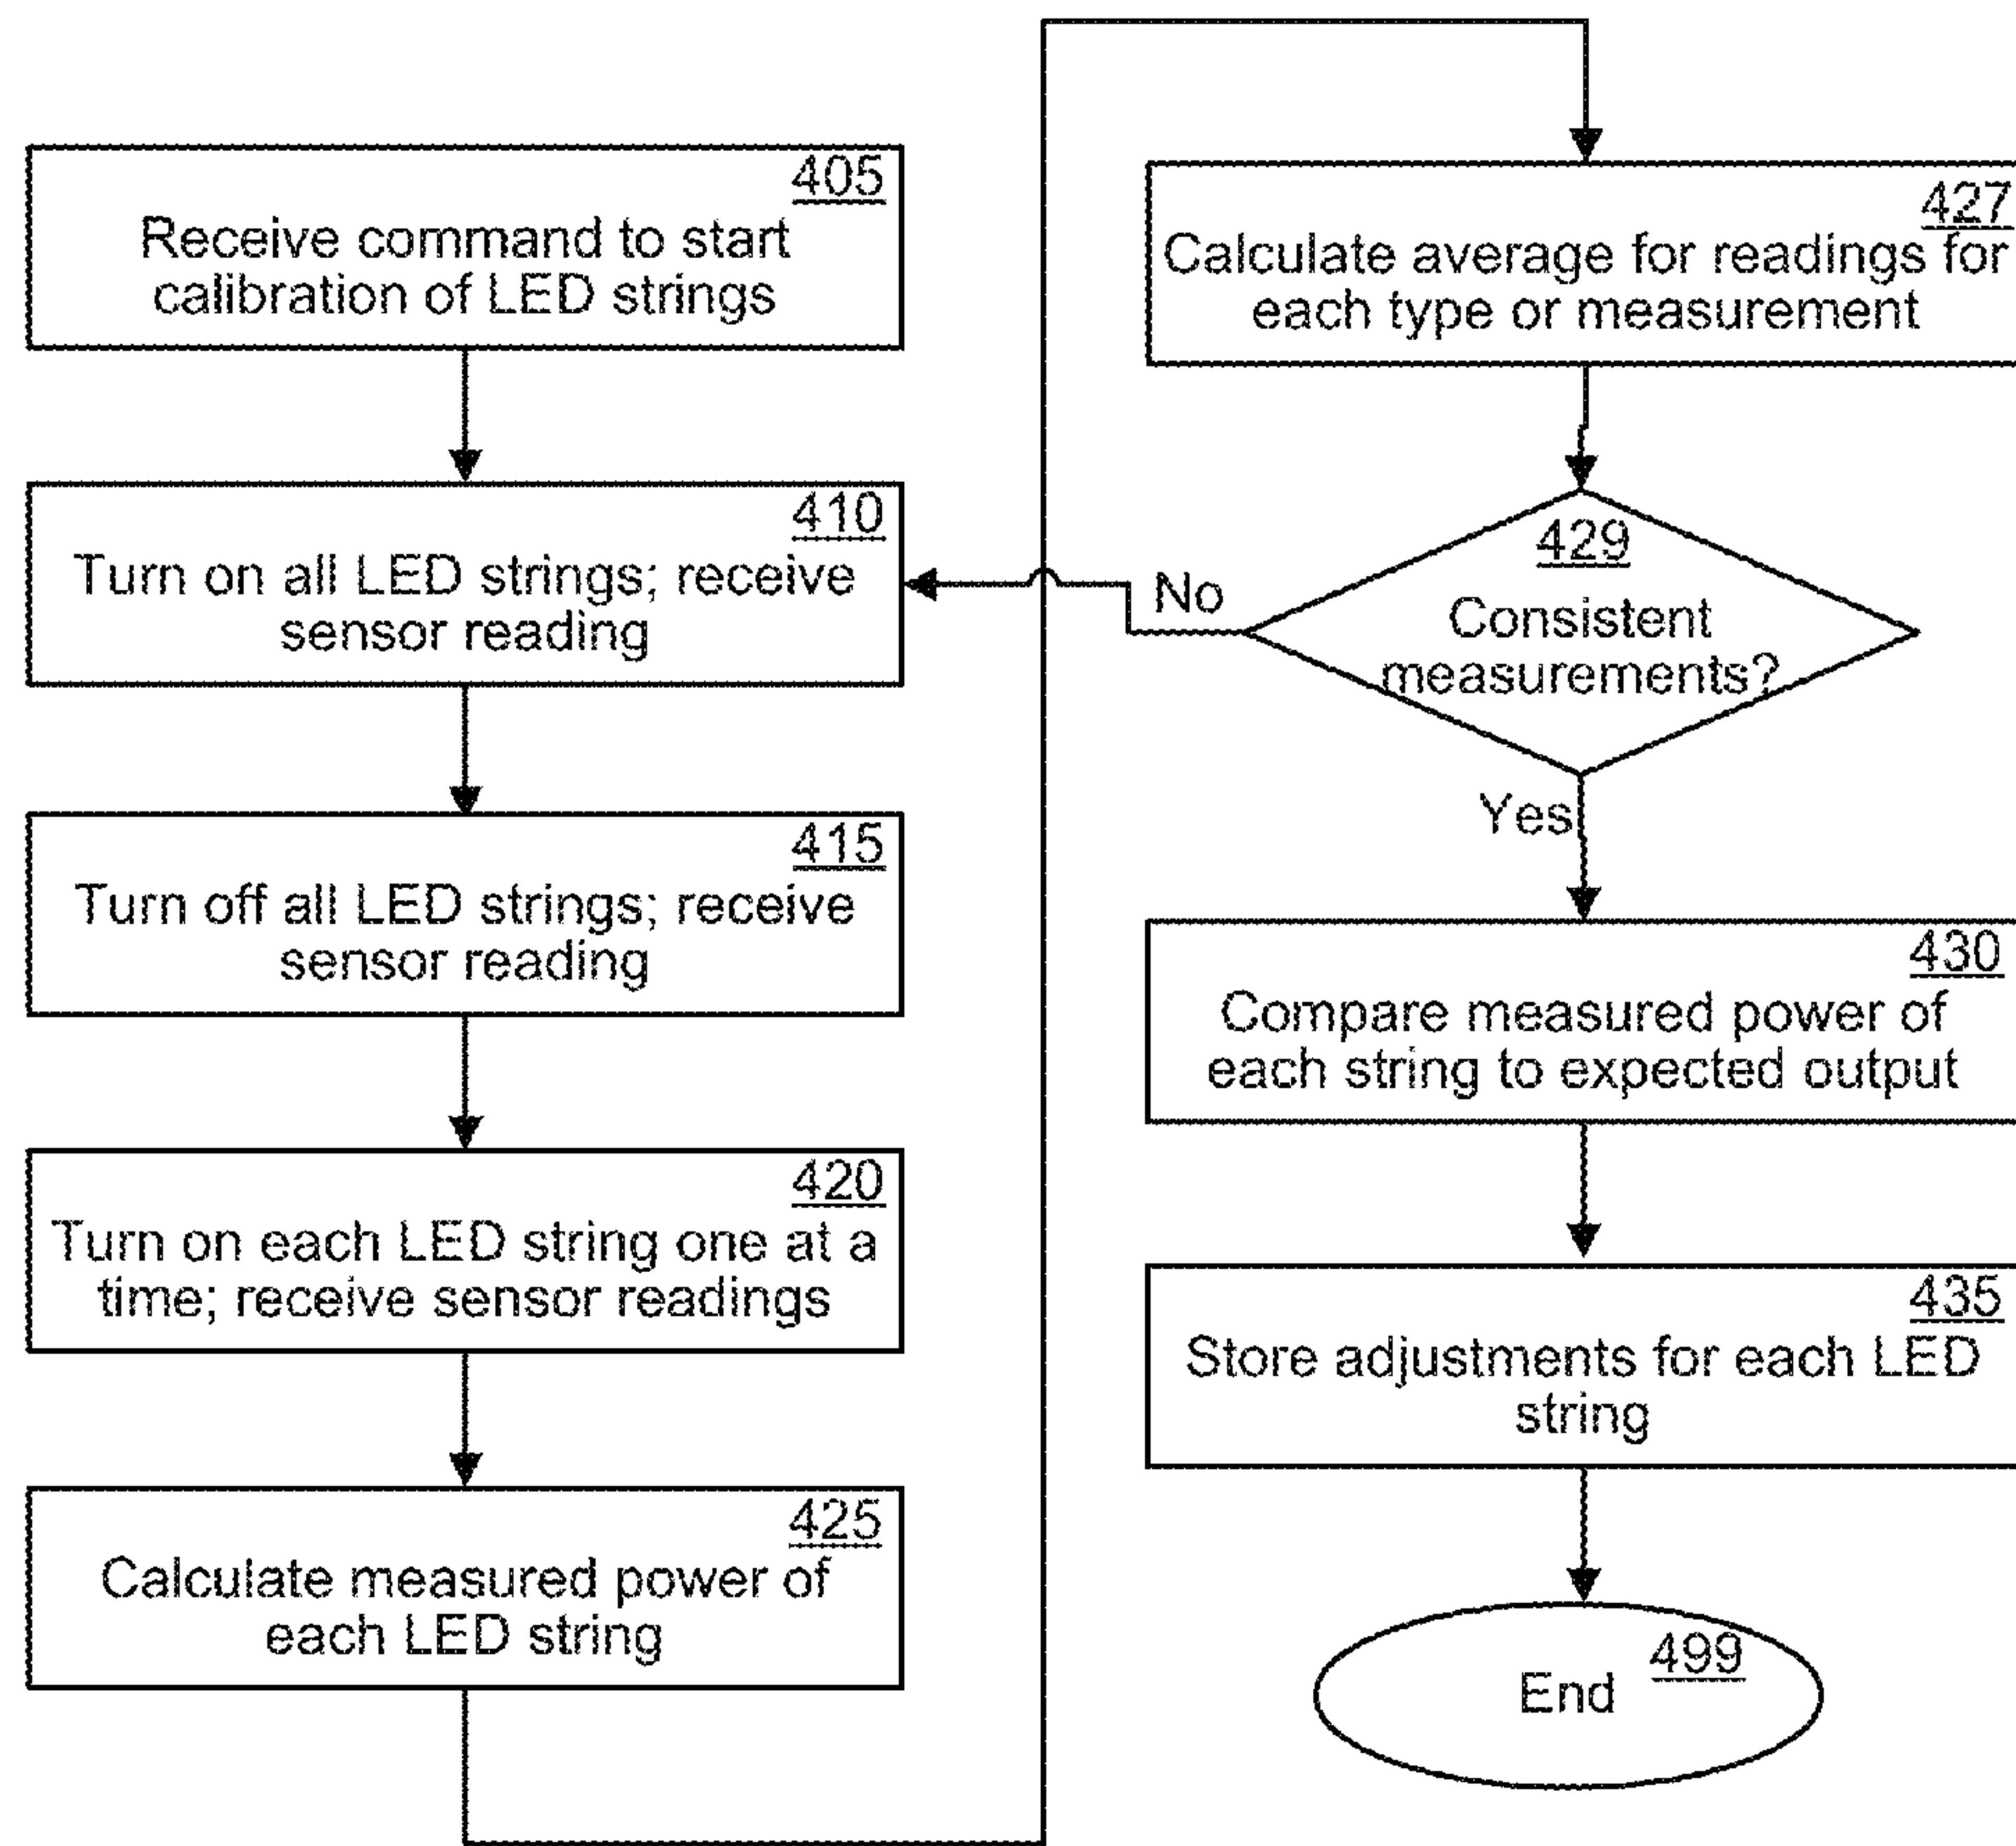 405
Receive command to start
calibration of LED strings
410
Turn on all LED strings; receive
sensor reading
415
Turn off all LED strings; receive
sensor reading
420
Turn on each LED string one at a
time; receive sensor readings
425
Calculate measured power of
each LED string
427
Calculate average for readings for
each type or measurement
429
Consistent
measurements?
No
Yes
430
Compare measured power of
each string to expected output
435
Store adjustments for each LED
string
499
End